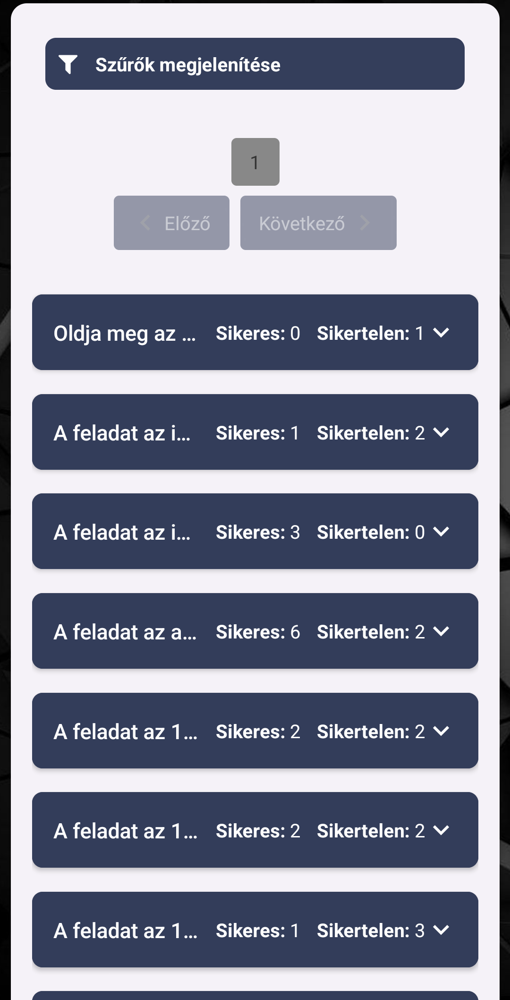 Szűrők megjelenítése
1
Előző Következő
Oldja meg az ... Sikeres: 0 Sikertelen: 1
A feladat az i... Sikeres: 1 Sikertelen: 2
A feladat az i... Sikeres: 3 Sikertelen: 0
A feladat az a... Sikeres: 6 Sikertelen: 2
A feladat az 1... Sikeres: 2 Sikertelen: 2
A feladat az 1... Sikeres: 2 Sikertelen: 2
A feladat az 1... Sikeres: 1 Sikertelen: 3